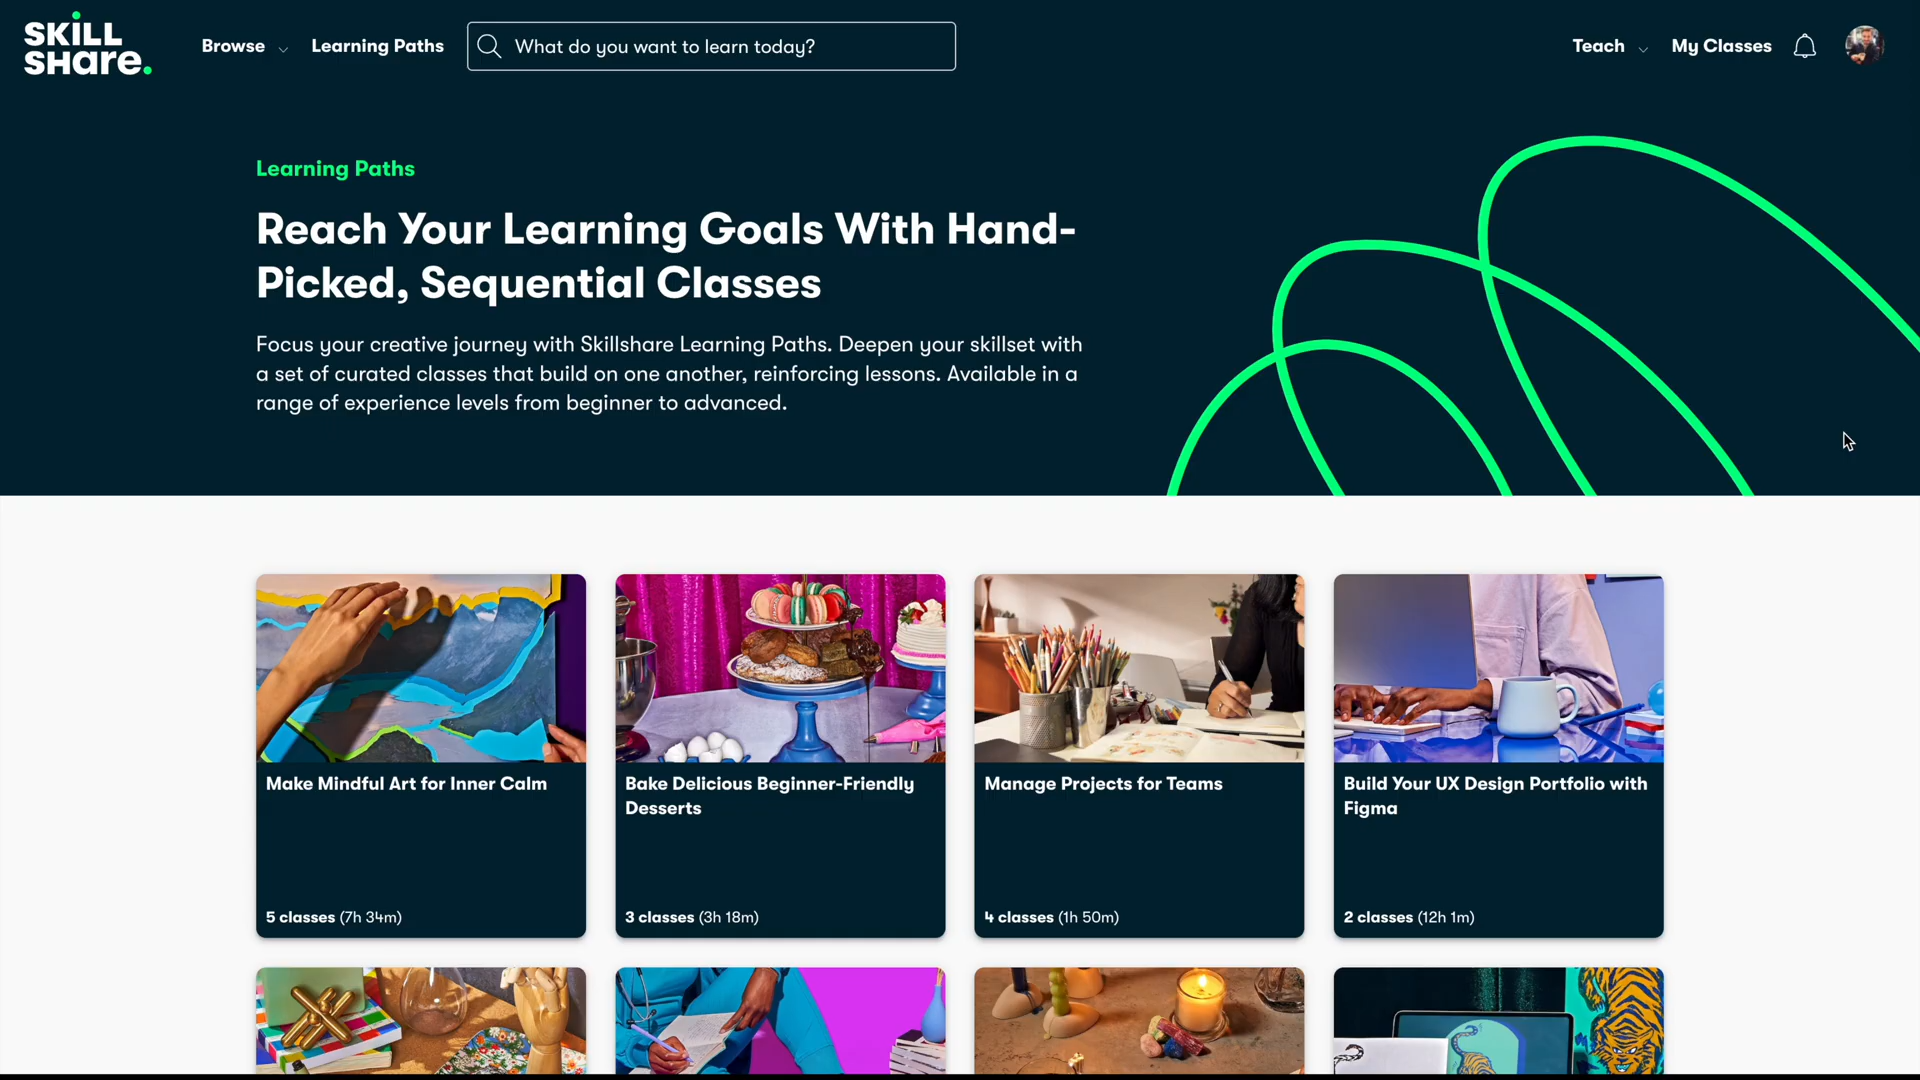 SKILL
SHare.
Browse
Learning Paths
What do you want to learn today?
Teach
My Classes
Learning Paths
Reach Your Learning Goals With Hand-
Picked, Sequential Classes
Focus your creative journey with Skillshare Learning Paths. Deepen your skillset with
a set of curated classes that build on one another, reinforcing lessons. Available in a
range of experience levels from beginner to advanced.
Make Mindful Art for Inner Calm
5 classes (7h 34m)
Bake Delicious Beginner-Friendly
Desserts
3 classes (3h 18m)
Manage Projects for Teams
4 classes (1h 50m)
Build Your UX Design Portfolio with
Figma
2 classes (12h 1m)